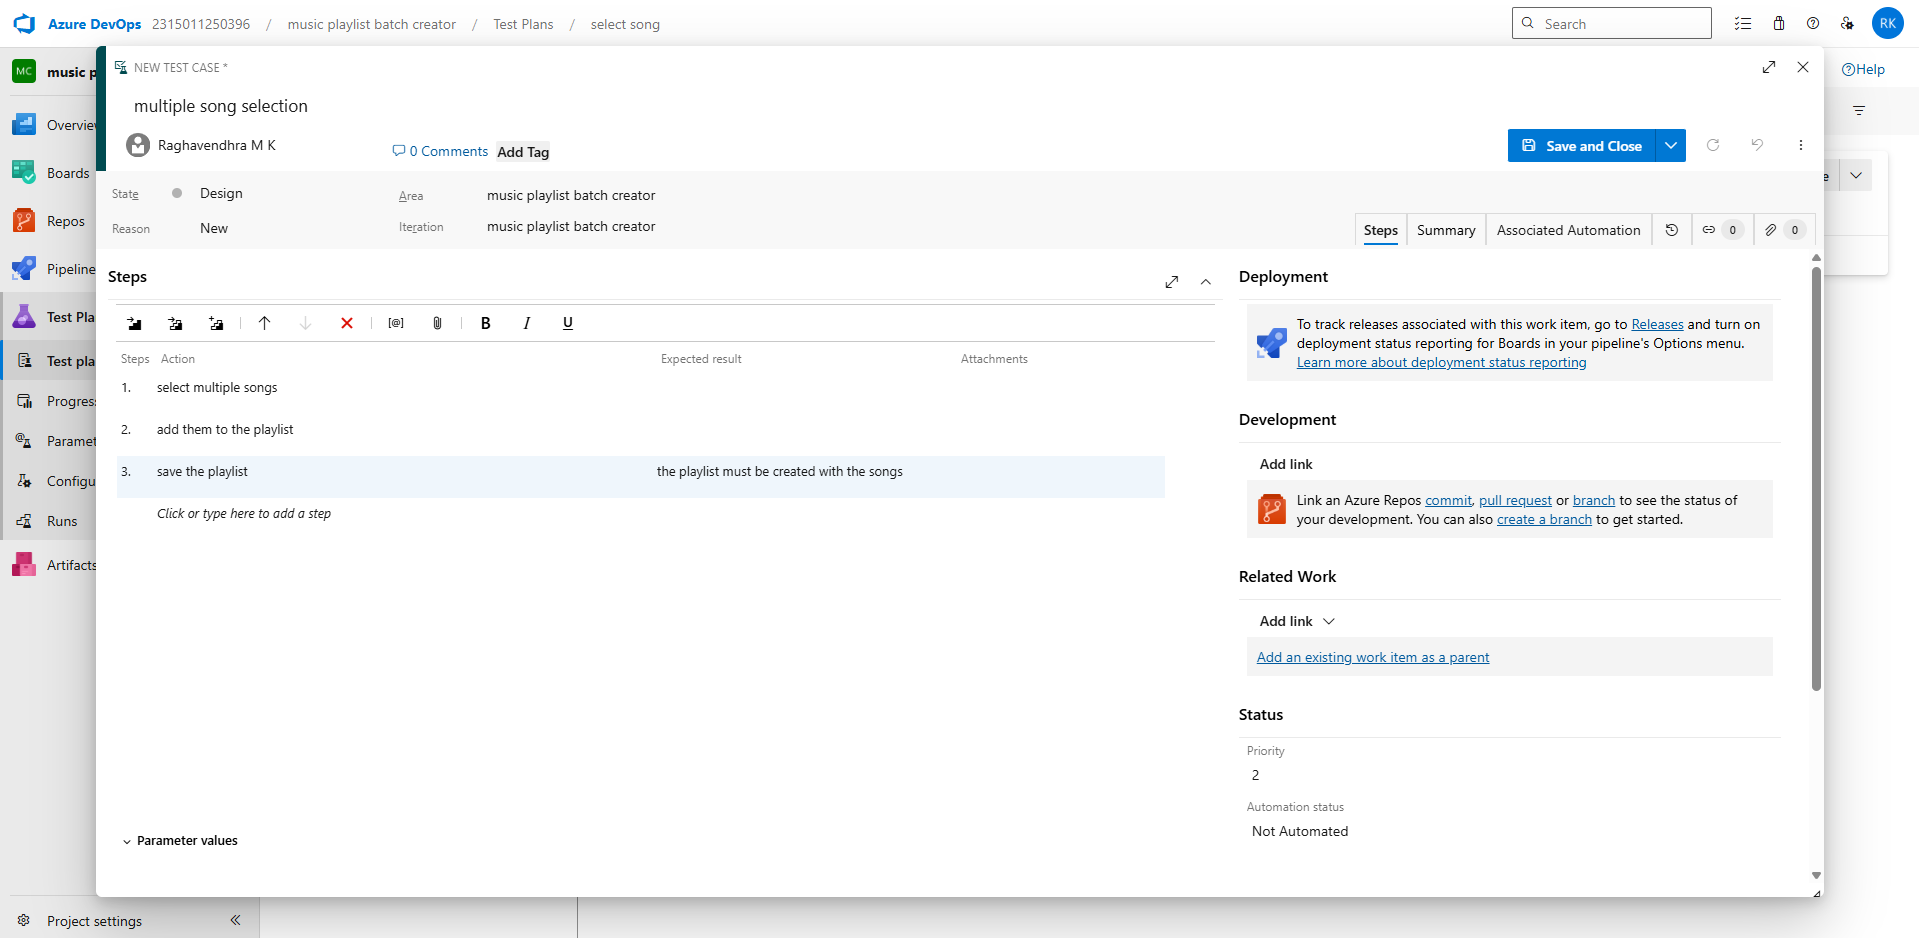 Azure DevOps 2315011250396 / music playlist batch creator / Test Plans / select song
Search
RK
MC music p
Help
NEW TEST CASE *
multiple song selection
Raghavendhra M K
0 Comments Add Tag
Save and Close
State Design
Area music playlist batch creator
Reason New
Iteration music playlist batch creator
Steps Summary Associated Automation 0 0
Overvie
Boards
Repos
Pipeline
Test Pla
Test pla
Progres
Paramet
Configu
Runs
Artifacts
Project settings
Steps
B I U
Steps Action Expected result Attachments
1. select multiple songs
2. add them to the playlist
3. save the playlist the playlist must be created with the songs
Click or type here to add a step
Parameter values
Deployment
To track releases associated with this work item, go to Releases and turn on
deployment status reporting for Boards in your pipeline's Options menu.
Learn more about deployment status reporting
Development
Add link
Link an Azure Repos commit, pull request or branch to see the status of
your development. You can also create a branch to get started.
Related Work
Add link
Add an existing work item as a parent
Status
Priority
2
Automation status
Not Automated